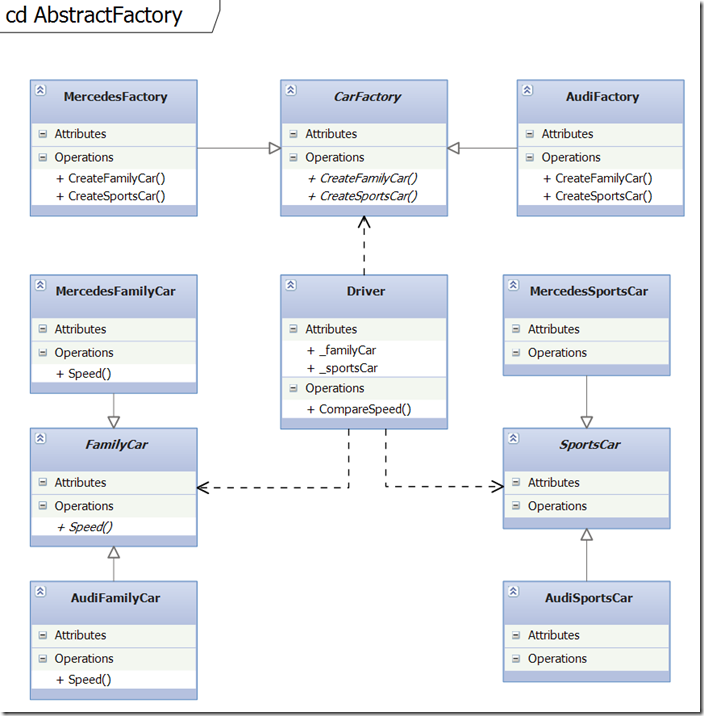 cd AbstractFactory
MercedesFactory
Attributes
Operations
+ CreateFamilyCar()
+ CreateSportsCar()
CarFactory
Attributes
Operations
+ CreateFamilyCar()
+ CreateSportsCar()
AudiFactory
Attributes
Operations
+ CreateFamilyCar()
+ CreateSportsCar()
MercedesFamilyCar
Attributes
Operations
+ Speed()
Driver
Attributes
+ _familyCar
+ _sportsCar
Operations
+ CompareSpeed()
MercedesSportsCar
Attributes
Operations
FamilyCar
Attributes
Operations
+ Speed()
SportsCar
Attributes
Operations
AudiFamilyCar
Attributes
Operations
+ Speed()
AudiSportsCar
Attributes
Operations